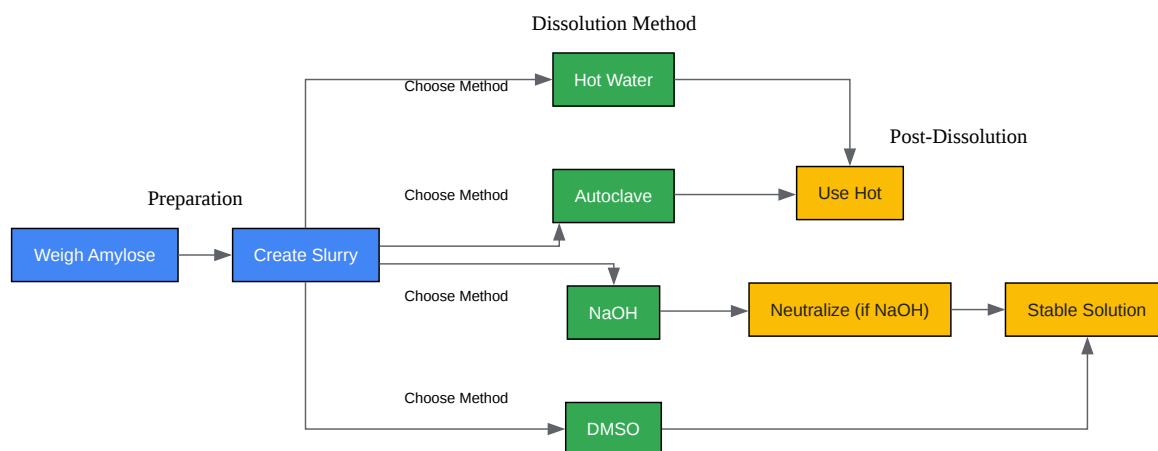 Dissolution Method
Choose Method
Hot Water
Post-Dissolution
Preparation
Choose Method
Autoclave
Use Hot
Weigh Amylose
Create Slurry
Choose Method
NaOH
Neutralize (if NaOH)
Stable Solution
Choose Method
DMSO